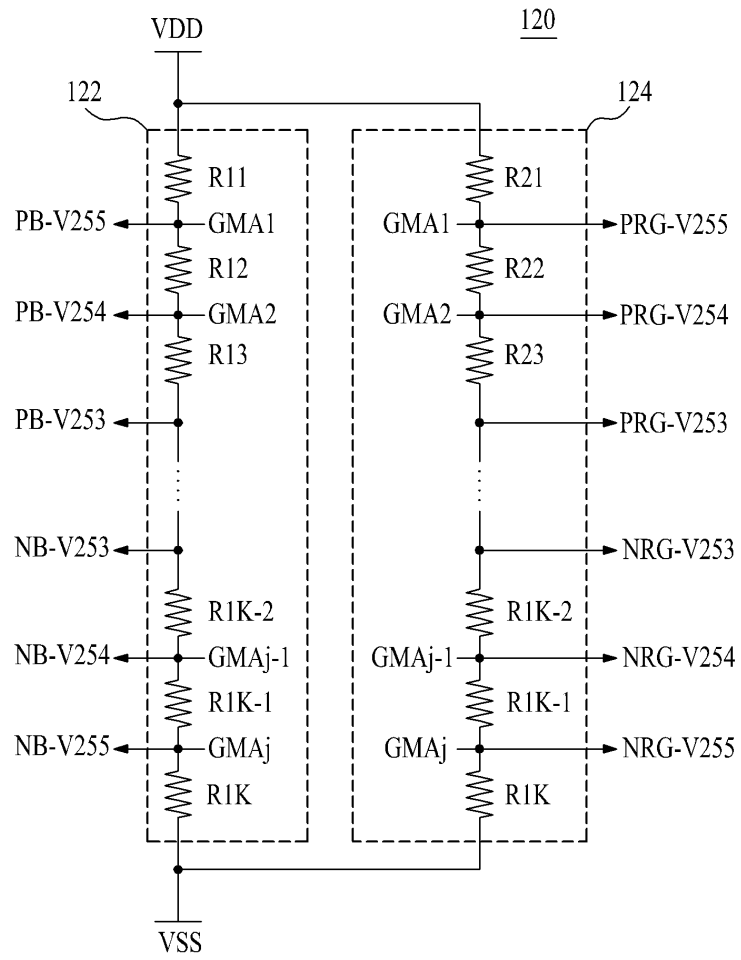 120
VDD
122
124
R11
R21
PB-V255
GMA1
GMA1
PRG-V255
R12
R22
PB-V254
GMA2
GMA2
PRG-V254
R13
R23
PB-V253
PRG-V253
NB-V253
NRG-V253
R1K-2
R1K-2
NB-V254
GMAj-1
GMAj-1
NRG-V254
R1K-1
R1K-1
NB-V255
GMAj
GMAj
NRG-V255
R1K
R1K
VSS